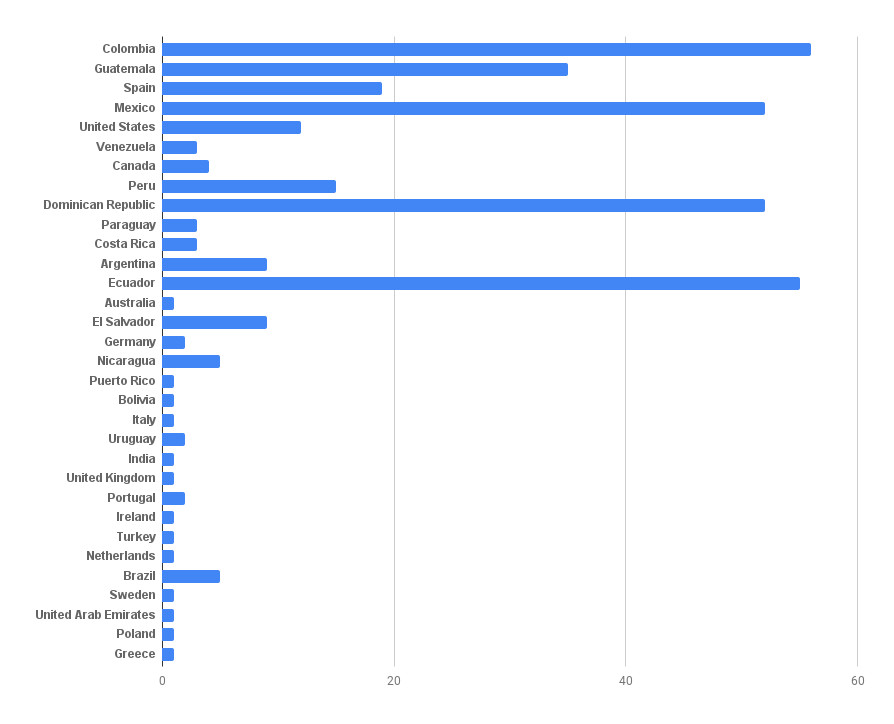 Colombia
Guatemala
Spain
Mexico
United States
Venezuela
Canada
Peru
Dominican Republic
Paraguay
Costa Rica
Argentina
Ecuador
Australia
El Salvador
Germany
Nicaragua
Puerto Rico
Bolivia
Italy
Uruguay
India
United Kingdom
Portugal
Ireland
Turkey
Netherlands
Brazil
Sweden
United Arab Emirates
Poland
Greece
0 20 40 60